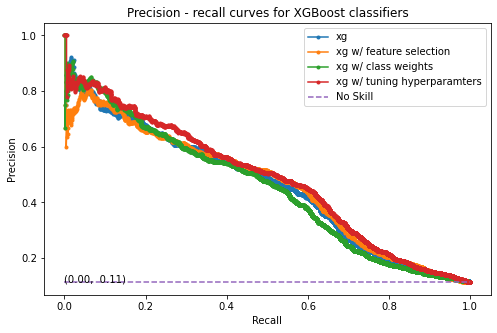 Precision - recall curves for XGBoost classifiers
xg
xg w/ feature selection
xg w/ class weights
xg w/ tuning hyperparamters
No Skill
Precision
1.0
0.8
0.6
0.4
0.2
(0.00, 0.11)
0.0 0.2 0.4 0.6 0.8 1.0
Recall